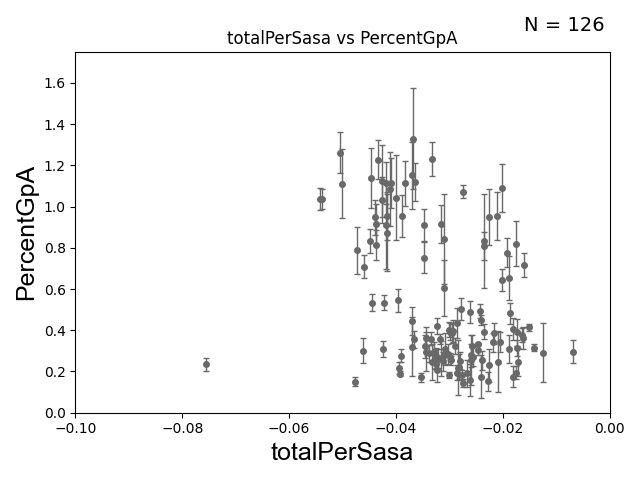 N = 126
totalPerSasa vs PercentGpA
PercentGpA
1.6
1.4
1.2
1.0
0.8
0.6
0.4
0.2
0.0
−0.10 −0.08 −0.06 −0.04 −0.02 0.00
totalPerSasa